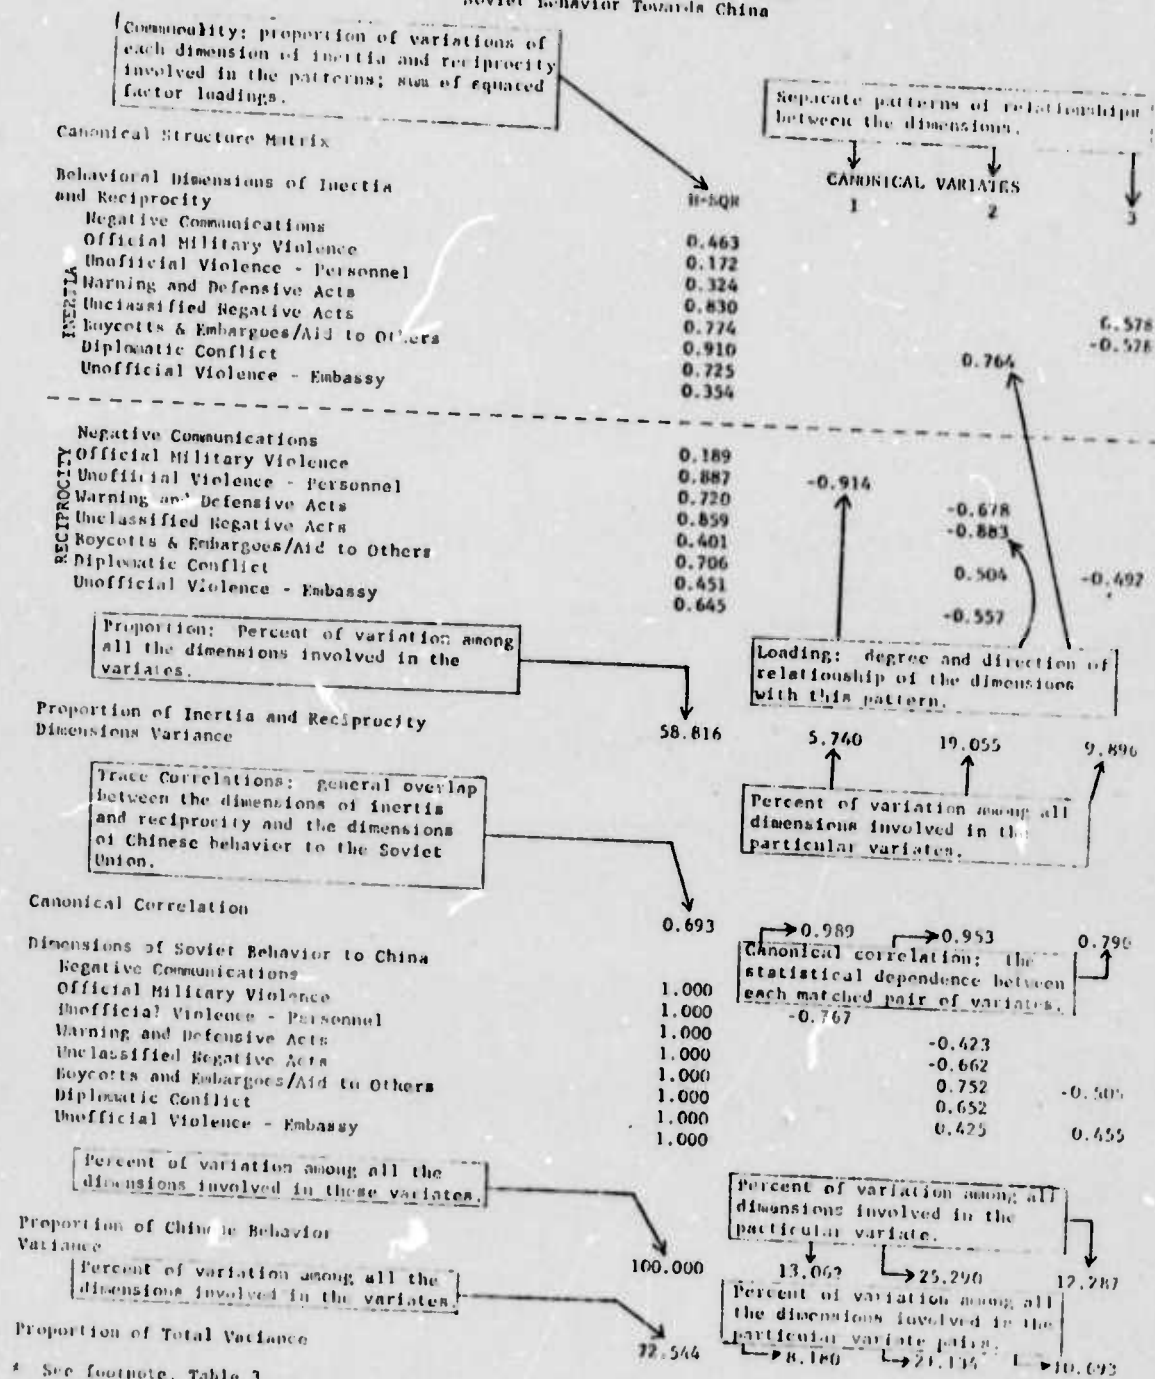 Soviet Behavior Towards China
Communality: proportion of variations of
each dimension of inertia and reciprocity
involved in the patterns; sum of squared
factor loadings.
Separate patterns of relationships
between the dimensions.
Canonical Structure Matrix
Behavioral Dimensions of Inertia
and Reciprocity
H-SQR
CANONICAL VARIATES
1 2 3
INERTIA
Negative Communications 0.463
Official Military Violence 0.172
Unofficial Violence - Personnel 0.324
Warning and Defensive Acts 0.830
Unclassified Negative Acts 0.774 0.578
Boycotts & Embargoes/Aid to Others 0.910 -0.578
Diplomatic Conflict 0.725 0.764
Unofficial Violence - Embassy 0.354
RECIPROCITY
Negative Communications 0.189
Official Military Violence 0.887 -0.914
Unofficial Violence - Personnel 0.720 -0.678
Warning and Defensive Acts 0.859 -0.883
Unclassified Negative Acts 0.401
Boycotts & Embargoes/Aid to Others 0.706 0.504 -0.492
Diplomatic Conflict 0.451
Unofficial Violence - Embassy 0.645 -0.557
Proportion: Percent of variation among
all the dimensions involved in the
variates.
Loading: degree and direction of
relationship of the dimensions
with this pattern.
Proportion of Inertia and Reciprocity
Dimensions Variance 58.816 5.740 19.055 9.896
Trace Correlations: general overlap
between the dimensions of inertia
and reciprocity and the dimensions
of Chinese behavior to the Soviet
Union.
Percent of variation among all
dimensions involved in the
particular variates.
Canonical Correlation 0.693 0.989 0.953 0.790
Canonical correlation: the
statistical dependence between
each matched pair of variates.
Dimensions of Soviet Behavior to China
Negative Communications 1.000
Official Military Violence 1.000 -0.767
Unofficial Violence - Personnel 1.000 -0.423
Warning and Defensive Acts 1.000 -0.662
Unclassified Negative Acts 1.000 0.752 -0.505
Boycotts and Embargoes/Aid to Others 1.000 0.652
Diplomatic Conflict 1.000 0.425 0.455
Unofficial Violence - Embassy 1.000
Percent of variation among all the
dimensions involved in these variates.
Percent of variation among all
dimensions involved in the
particular variate.
Proportion of Chinese Behavior
Variance 100.000 13.062 25.290 12.287
Percent of variation among all the
dimensions involved in the variates.
Percent of variation among all
the dimensions involved in the
particular variate pairs.
Proportion of Total Variance 72.544 8.180 21.134 10.693
* See footnote, Table 3